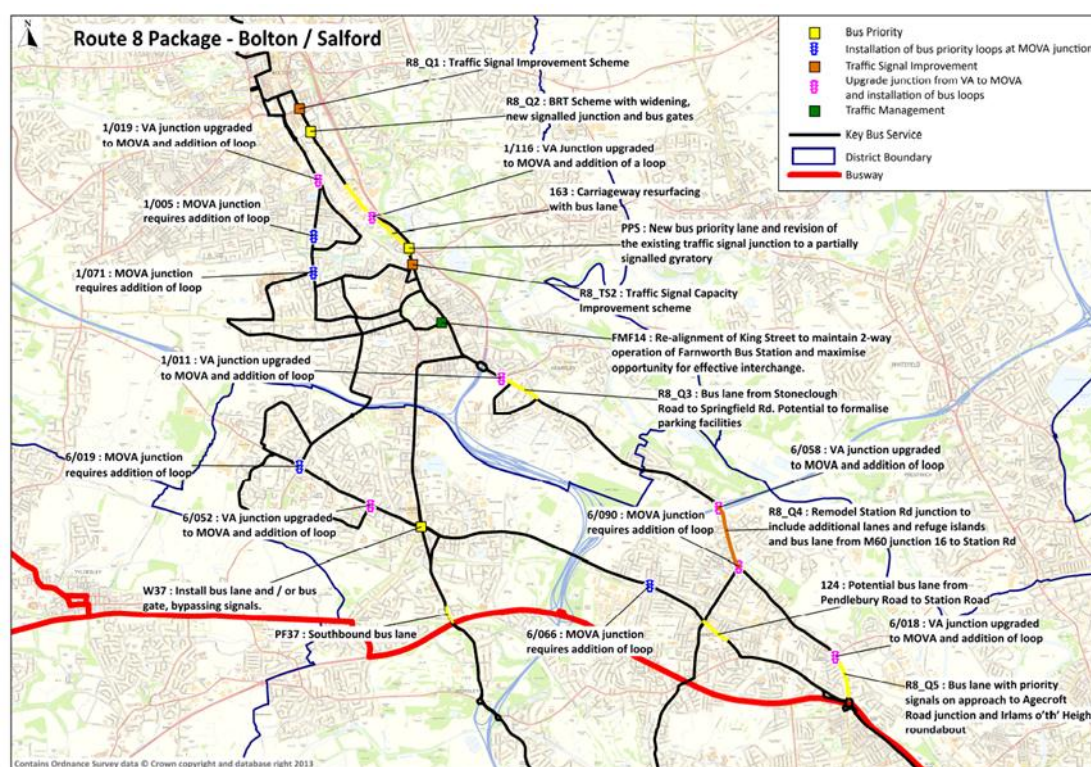 Route 8 Package - Bolton / Salford
N
Bus Priority
Installation of bus priority loops at MOVA junction
Traffic Signal Improvement
Upgrade junction from VA to MOVA
and installation of bus loops
Traffic Management
Key Bus Service
District Boundary
Busway
R8_Q1 : Traffic Signal Improvement Scheme
R8_Q2 : BRT Scheme with widening,
new signalled junction and bus gates
1/019 : VA junction upgraded
to MOVA and addition of loop
1/116 : VA Junction upgraded
to MOVA and addition of a loop
1/005 : MOVA junction
requires addition of loop
163 : Carriageway resurfacing
with bus lane
PPS : New bus priority lane and revision of
the existing traffic signal junction to a partially
signalled gyratory
1/071 : MOVA junction
requires addition of loop
R8_TS2 : Traffic Signal Capacity
Improvement scheme
FMF14 : Re-alignment of King Street to maintain 2-way
operation of Farnworth Bus Station and maximise
opportunity for effective interchange.
1/011 : VA junction upgraded
to MOVA and addition of loop
R8_Q3 : Bus lane from Stoneclough
Road to Springfield Rd. Potential to formalise
parking facilities
6/019 : MOVA junction
requires addition of loop
6/058 : VA junction upgraded
to MOVA and addition of loop
6/052 : VA junction upgraded
to MOVA and addition of loop
6/090 : MOVA junction
requires addition of loop
R8_Q4 : Remodel Station Rd junction to
include additional lanes and refuge islands
and bus lane from M60 junction 16 to Station Rd
W37 : Install bus lane and / or bus
gate, bypassing signals.
124 : Potential bus lane from
Pendlebury Road to Station Road
PF37 : Southbound bus lane
6/066 : MOVA junction
requires addition of loop
6/018 : VA junction upgraded
to MOVA and addition of loop
R8_Q5 : Bus lane with priority
signals on approach to Agecroft
Road junction and Irlams o'th' Heigh
roundabout
Contains Ordnance Survey data © Crown copyright and database right 2013